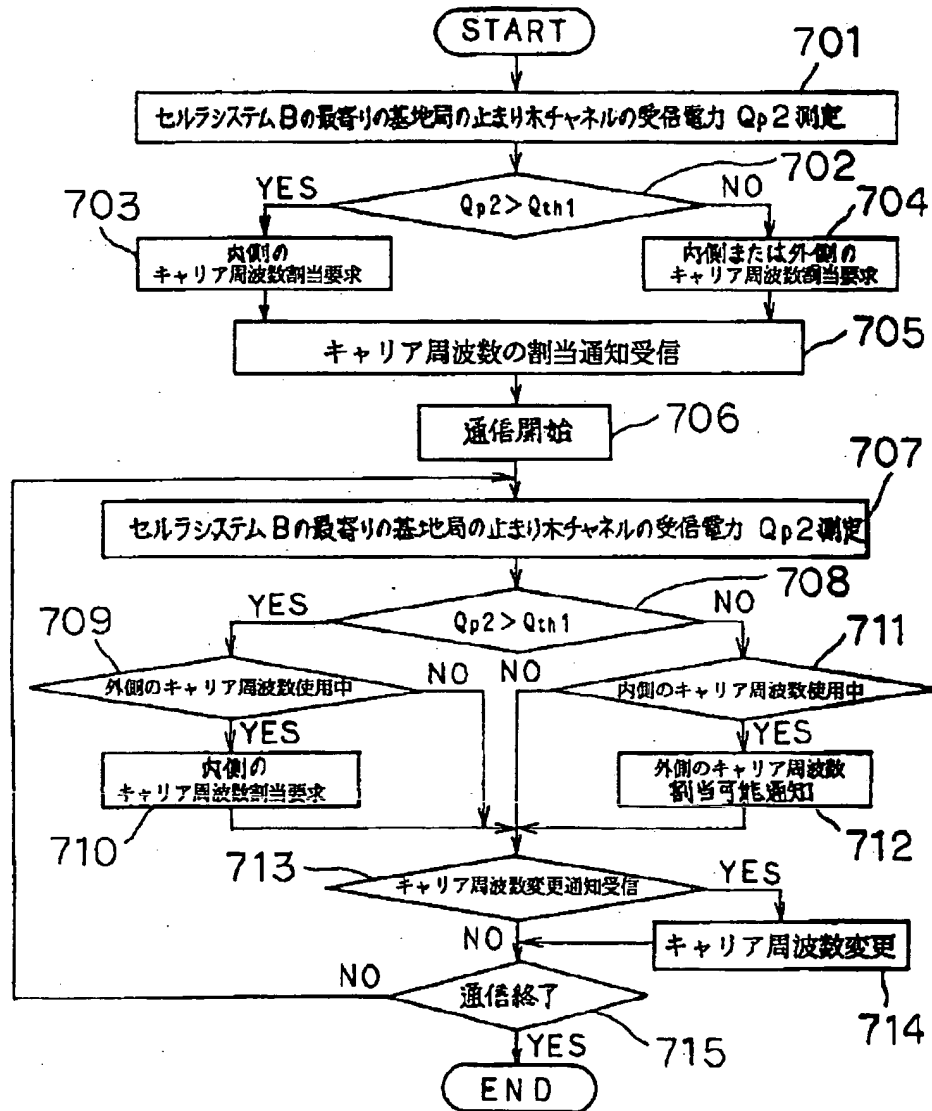 START
701
セルラシステムBの最寄りの基地局の止まり木チャネルの受信電力 Qp2測定
702
YES
NO
Qp2>Qth1
703
704
内側の
キャリア周波数割当要求
内側または外側の
キャリア周波数割当要求
キャリア周波数の割当通知受信
705
通信開始
706
707
セルラシステムBの最寄りの基地局の止まり木チャネルの受信電力 Qp2測定
708
YES
NO
Qp2>Qth1
709
711
外側のキャリア周波数使用中
NO
NO
内側のキャリア周波数使用中
YES
YES
内側の
キャリア周波数割当要求
外側のキャリア周波数
割当可能通知
710
712
713
キャリア周波数変更通知受信
YES
NO
キャリア周波数変更
714
NO
通信終了
715
YES
END